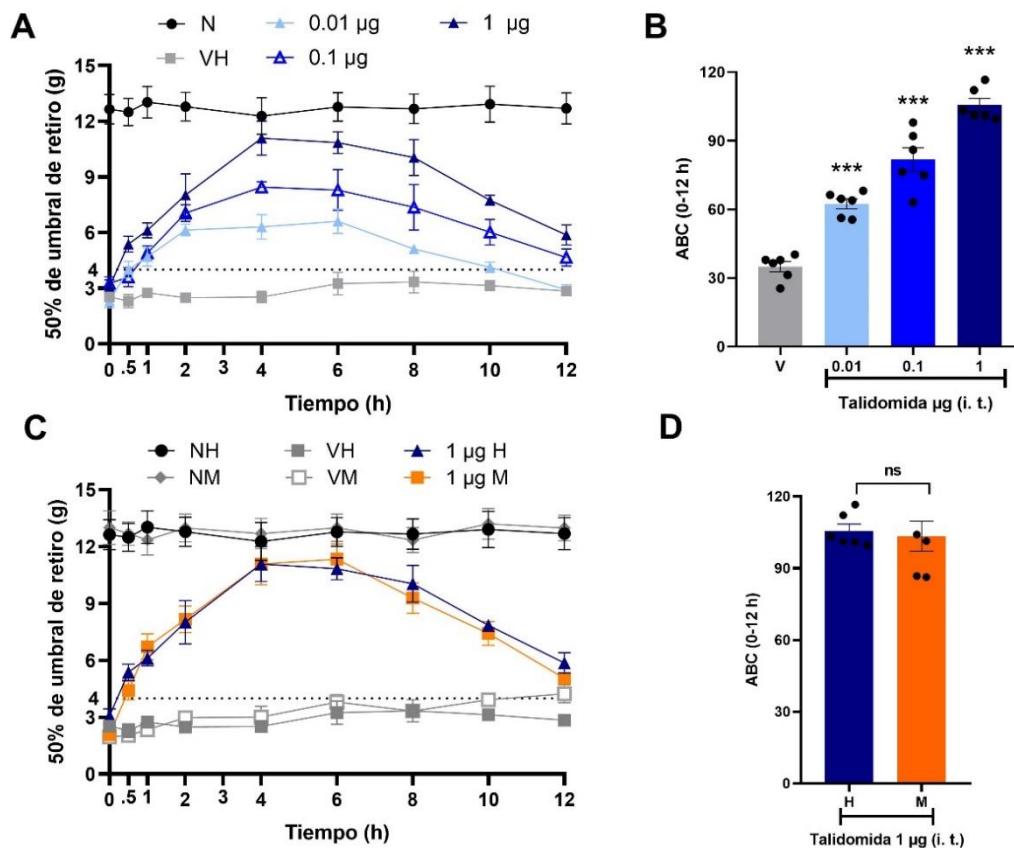 A
N
0.01 µg
1 µg
VH
0.1 µg
50% de umbral de retiro (g)
15
12
9
6
4
3
0
0 .5 1 2 3 4 6 8 10 12
Tiempo (h)
B
ABC (0-12 h)
120
90
60
30
0
***
***
***
V 0.01 0.1 1
Talidomida µg (i. t.)
C
NH VH 1 µg H
NM VM 1 µg M
50% de umbral de retiro (g)
15
12
9
6
4
3
0
0 .5 1 2 3 4 6 8 10 12
Tiempo (h)
D
ns
ABC (0-12 h)
120
90
60
30
0
H M
Talidomida 1 µg (i. t.)